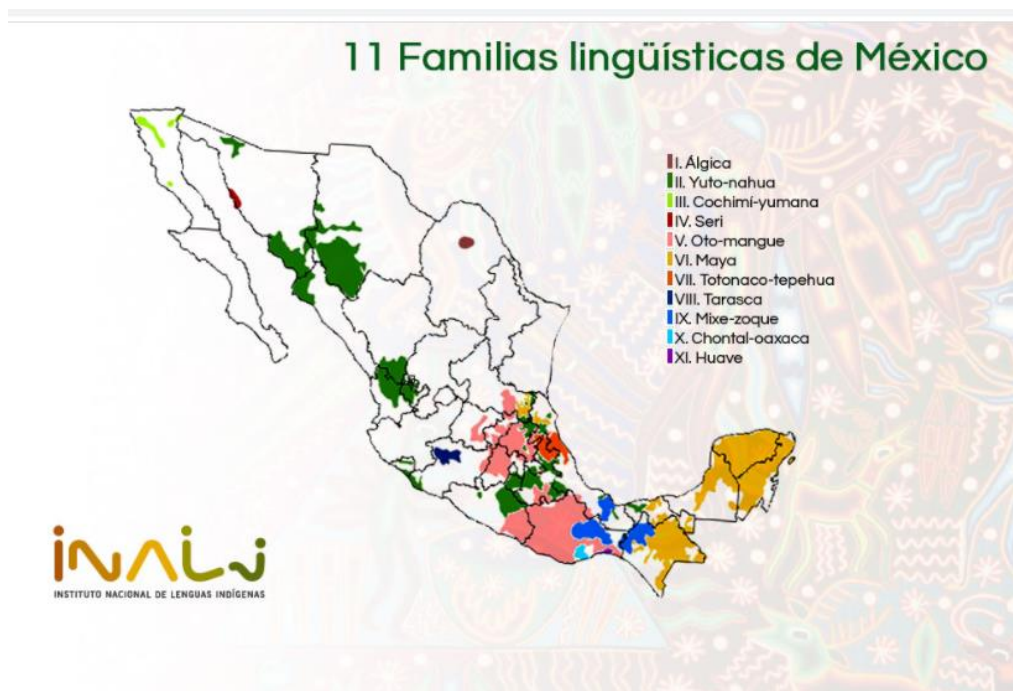 11 Familias lingüísticas de México
I. Álgica
II. Yuto-nahua
III. Cochimí-yumana
IV. Seri
V. Oto-mangue
VI. Maya
VII. Totonaco-tepehua
VIII. Tarasca
IX. Mixe-zoque
X. Chontal-oaxaca
XI. Huave
INALI
INSTITUTO NACIONAL DE LENGUAS INDÍGENAS